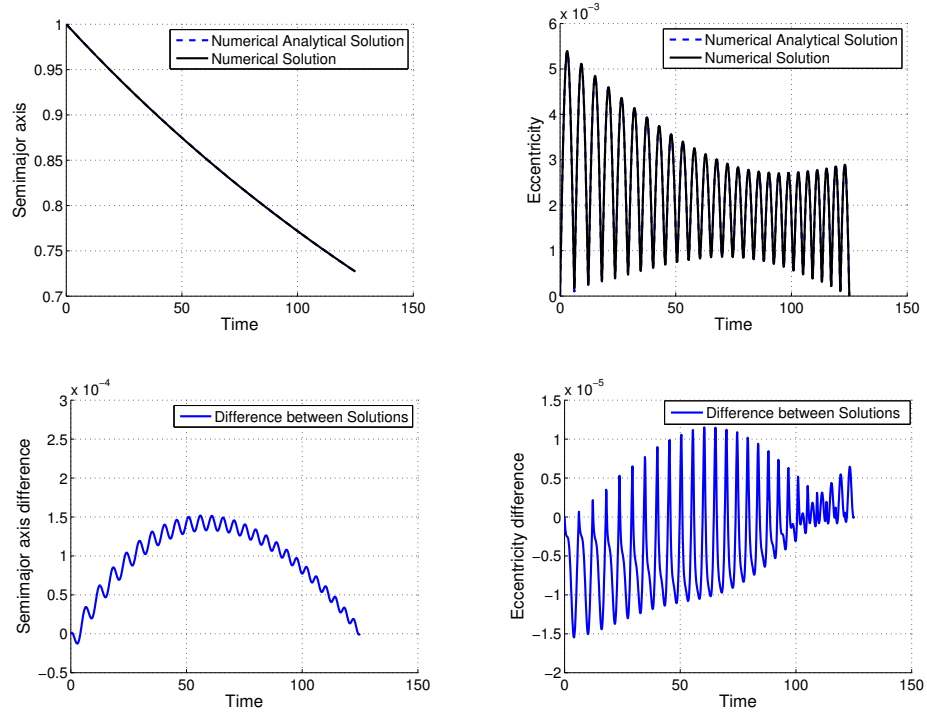 1
0.95
0.9
0.85
0.8
0.75
0.7
0
50
100
150
Semimajor axis
Time
Numerical Analytical Solution
Numerical Solution
x 10^-3
6
5
4
3
2
1
0
0
50
100
150
Eccentricity
Time
Numerical Analytical Solution
Numerical Solution
x 10^-4
3
2.5
2
1.5
1
0.5
0
−0.5
0
50
100
150
Semimajor axis difference
Time
Difference between Solutions
x 10^-5
1.5
1
0.5
0
−0.5
−1
−1.5
−2
0
50
100
150
Eccentricity difference
Time
Difference between Solutions